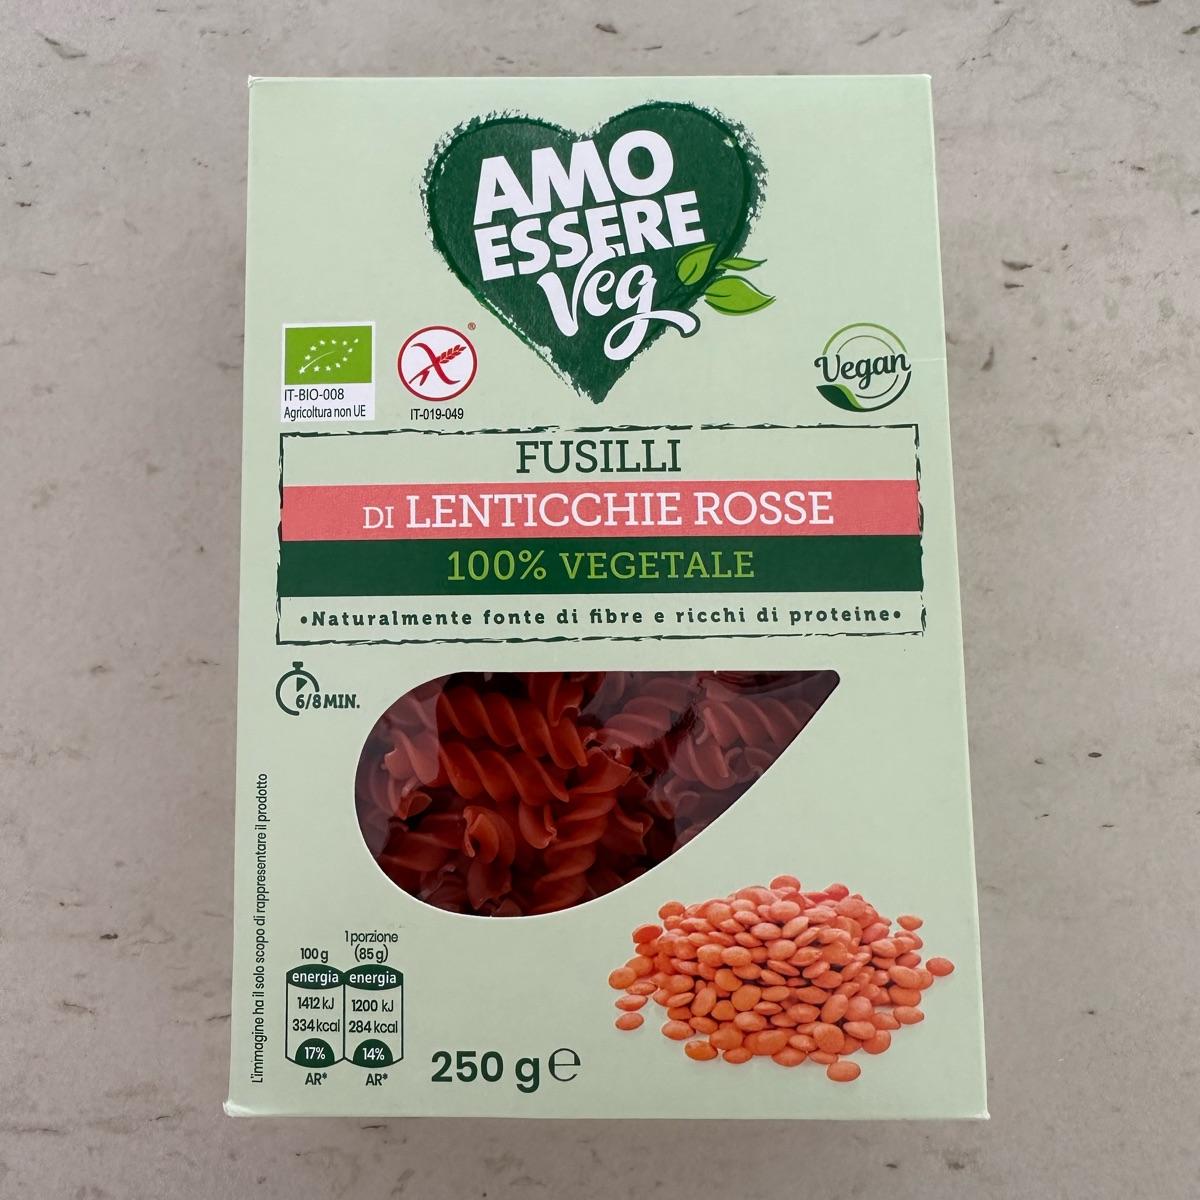 AMO
ESSERE
Veg
IT-BIO-008
Agricoltura non UE
®
IT-019-049
Vegan
FUSILLI
DI LENTICCHIE ROSSE
100% VEGETALE
•Naturalmente fonte di fibre e ricchi di proteine•
6/8 MIN.
L'immagine ha il solo scopo di rappresentare il prodotto
100 g
energia
1412 kJ
334 kcal
17%
AR*
1 porzione
(85 g)
energia
1200 kJ
284 kcal
14%
AR*
250 g e